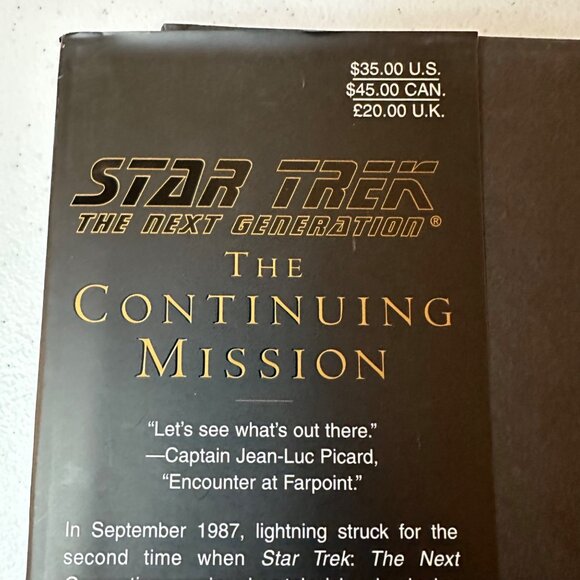 $35.00 U.S.
$45.00 CAN.
£20.00 U.K.
STAR TREK
THE NEXT GENERATION®
THE
CONTINUING
MISSION
“Let’s see what’s out there.”
—Captain Jean-Luc Picard,
“Encounter at Farpoint.”
In September 1987, lightning struck for the
second time when Star Trek: The Next